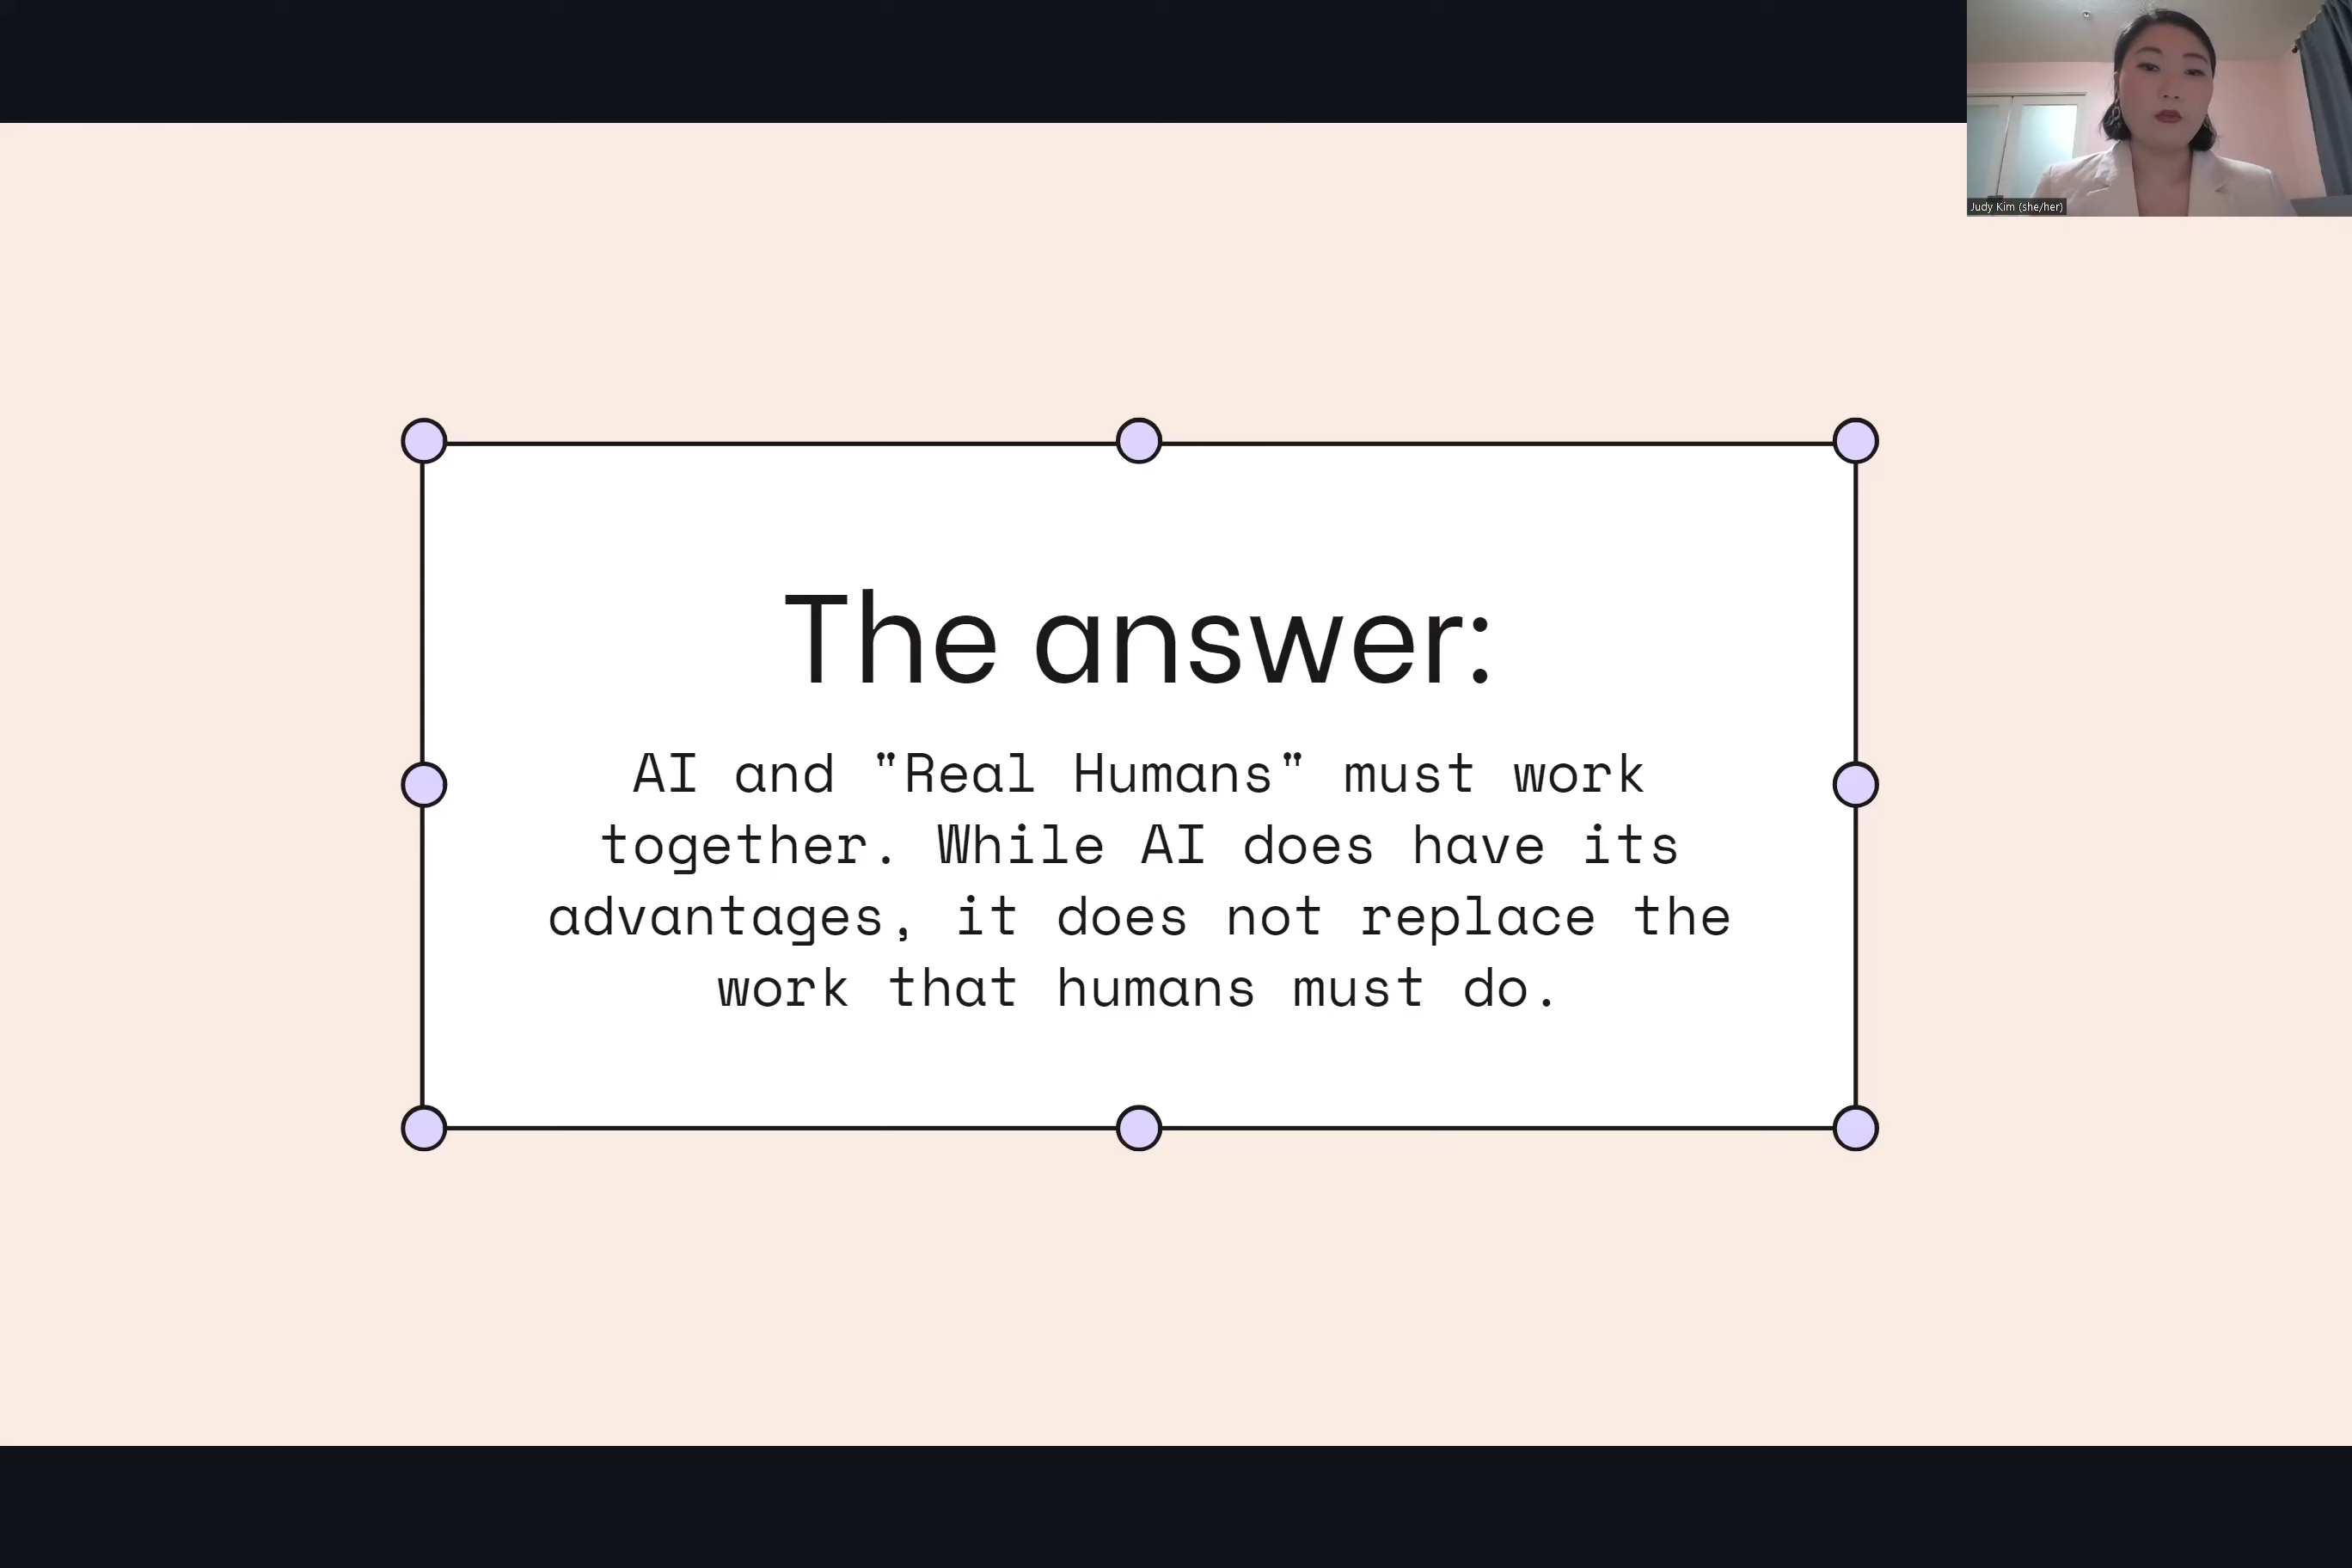 Judy Kim (she/her)
The answer:
AI and "Real Humans" must work
together. While AI does have its
advantages, it does not replace the
work that humans must do.